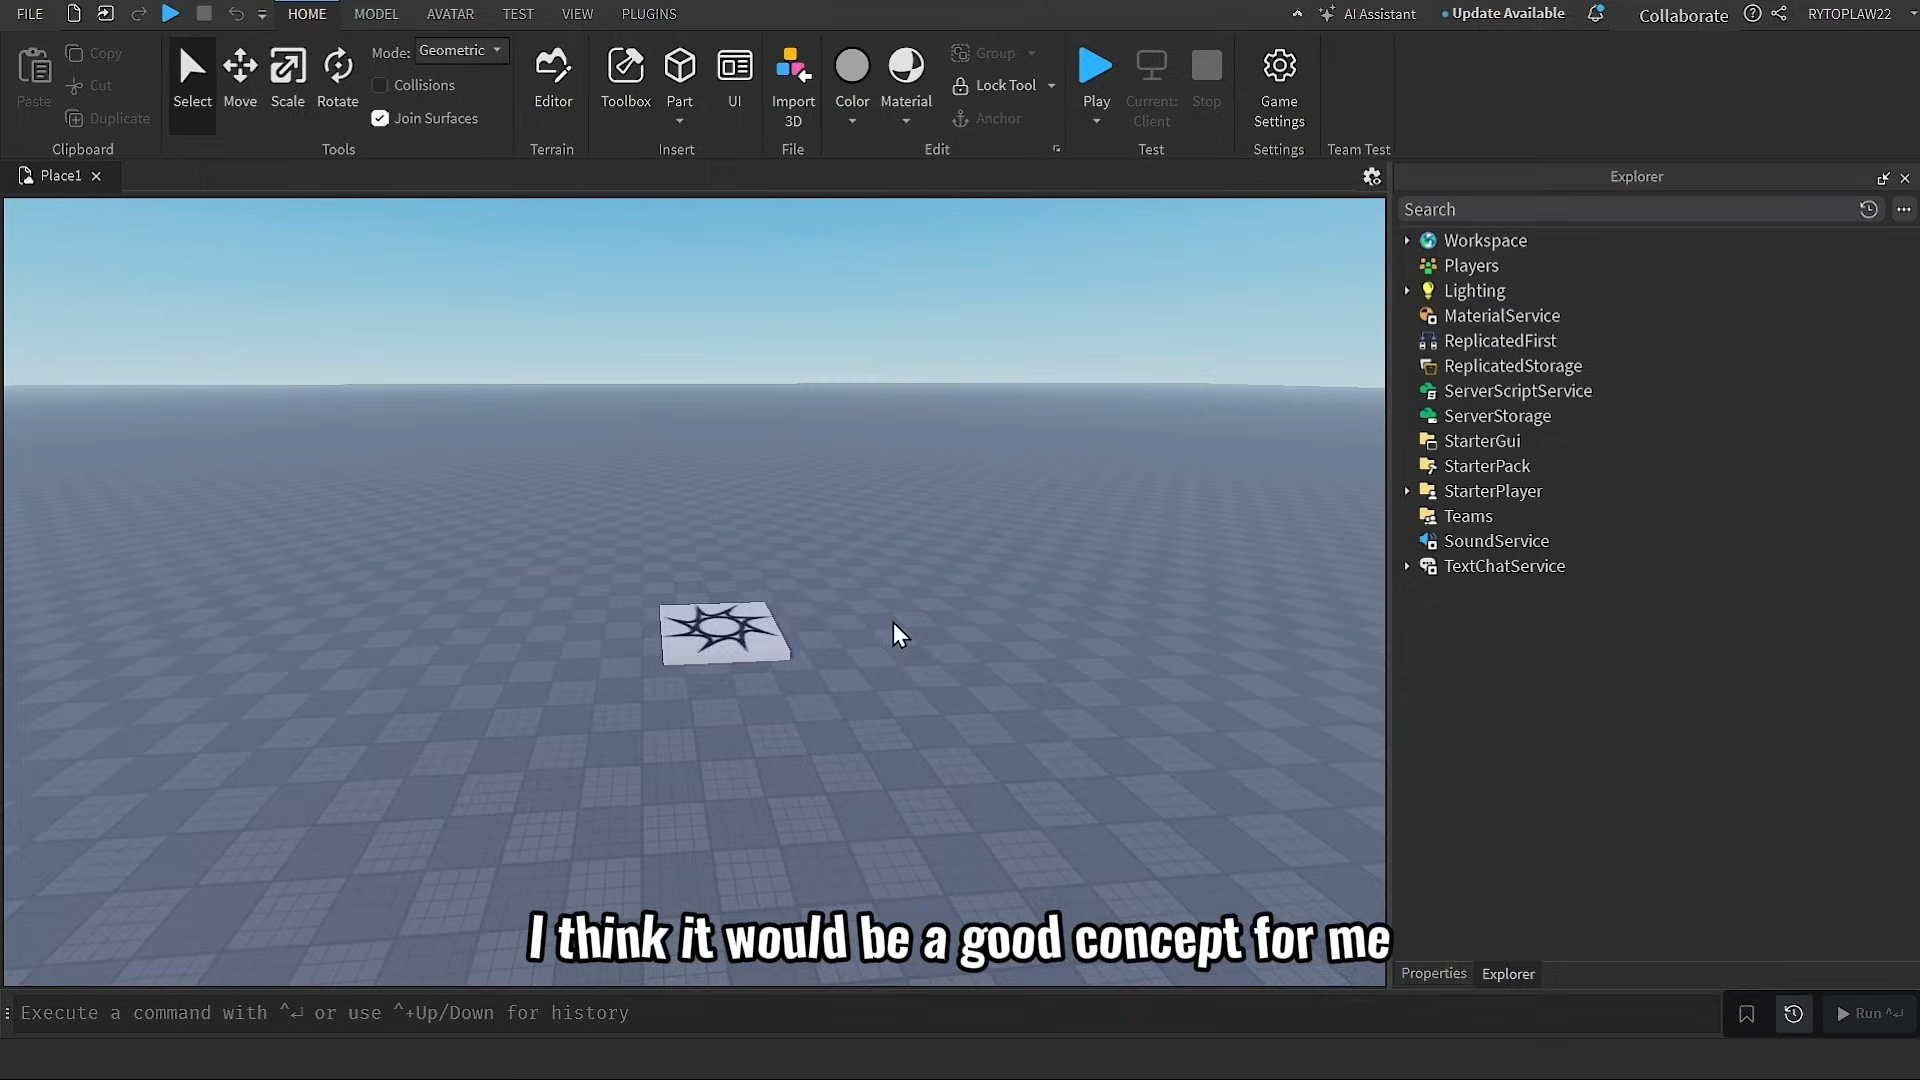 FILE HOME MODEL AVATAR TEST VIEW PLUGINS AI Assistant Update Available Collaborate RYTOPLAW22
Paste
Copy
Cut
Duplicate
Clipboard
Select Move Scale Rotate
Mode: Geometric
Collisions
Join Surfaces
Tools
Editor
Terrain
Toolbox Part UI
Insert
Import
3D
File
Color Material
Group
Lock Tool
Anchor
Edit
Play
Current:
Client
Stop
Test
Game
Settings
Settings
Team Test
Place1
Explorer
Search
Workspace
Players
Lighting
MaterialService
ReplicatedFirst
ReplicatedStorage
ServerScriptService
ServerStorage
StarterGui
StarterPack
StarterPlayer
Teams
SoundService
TextChatService
I think it would be a good concept for me
Properties Explorer
Execute a command with ^↵ or use ^+Up/Down for history
Run ^↵